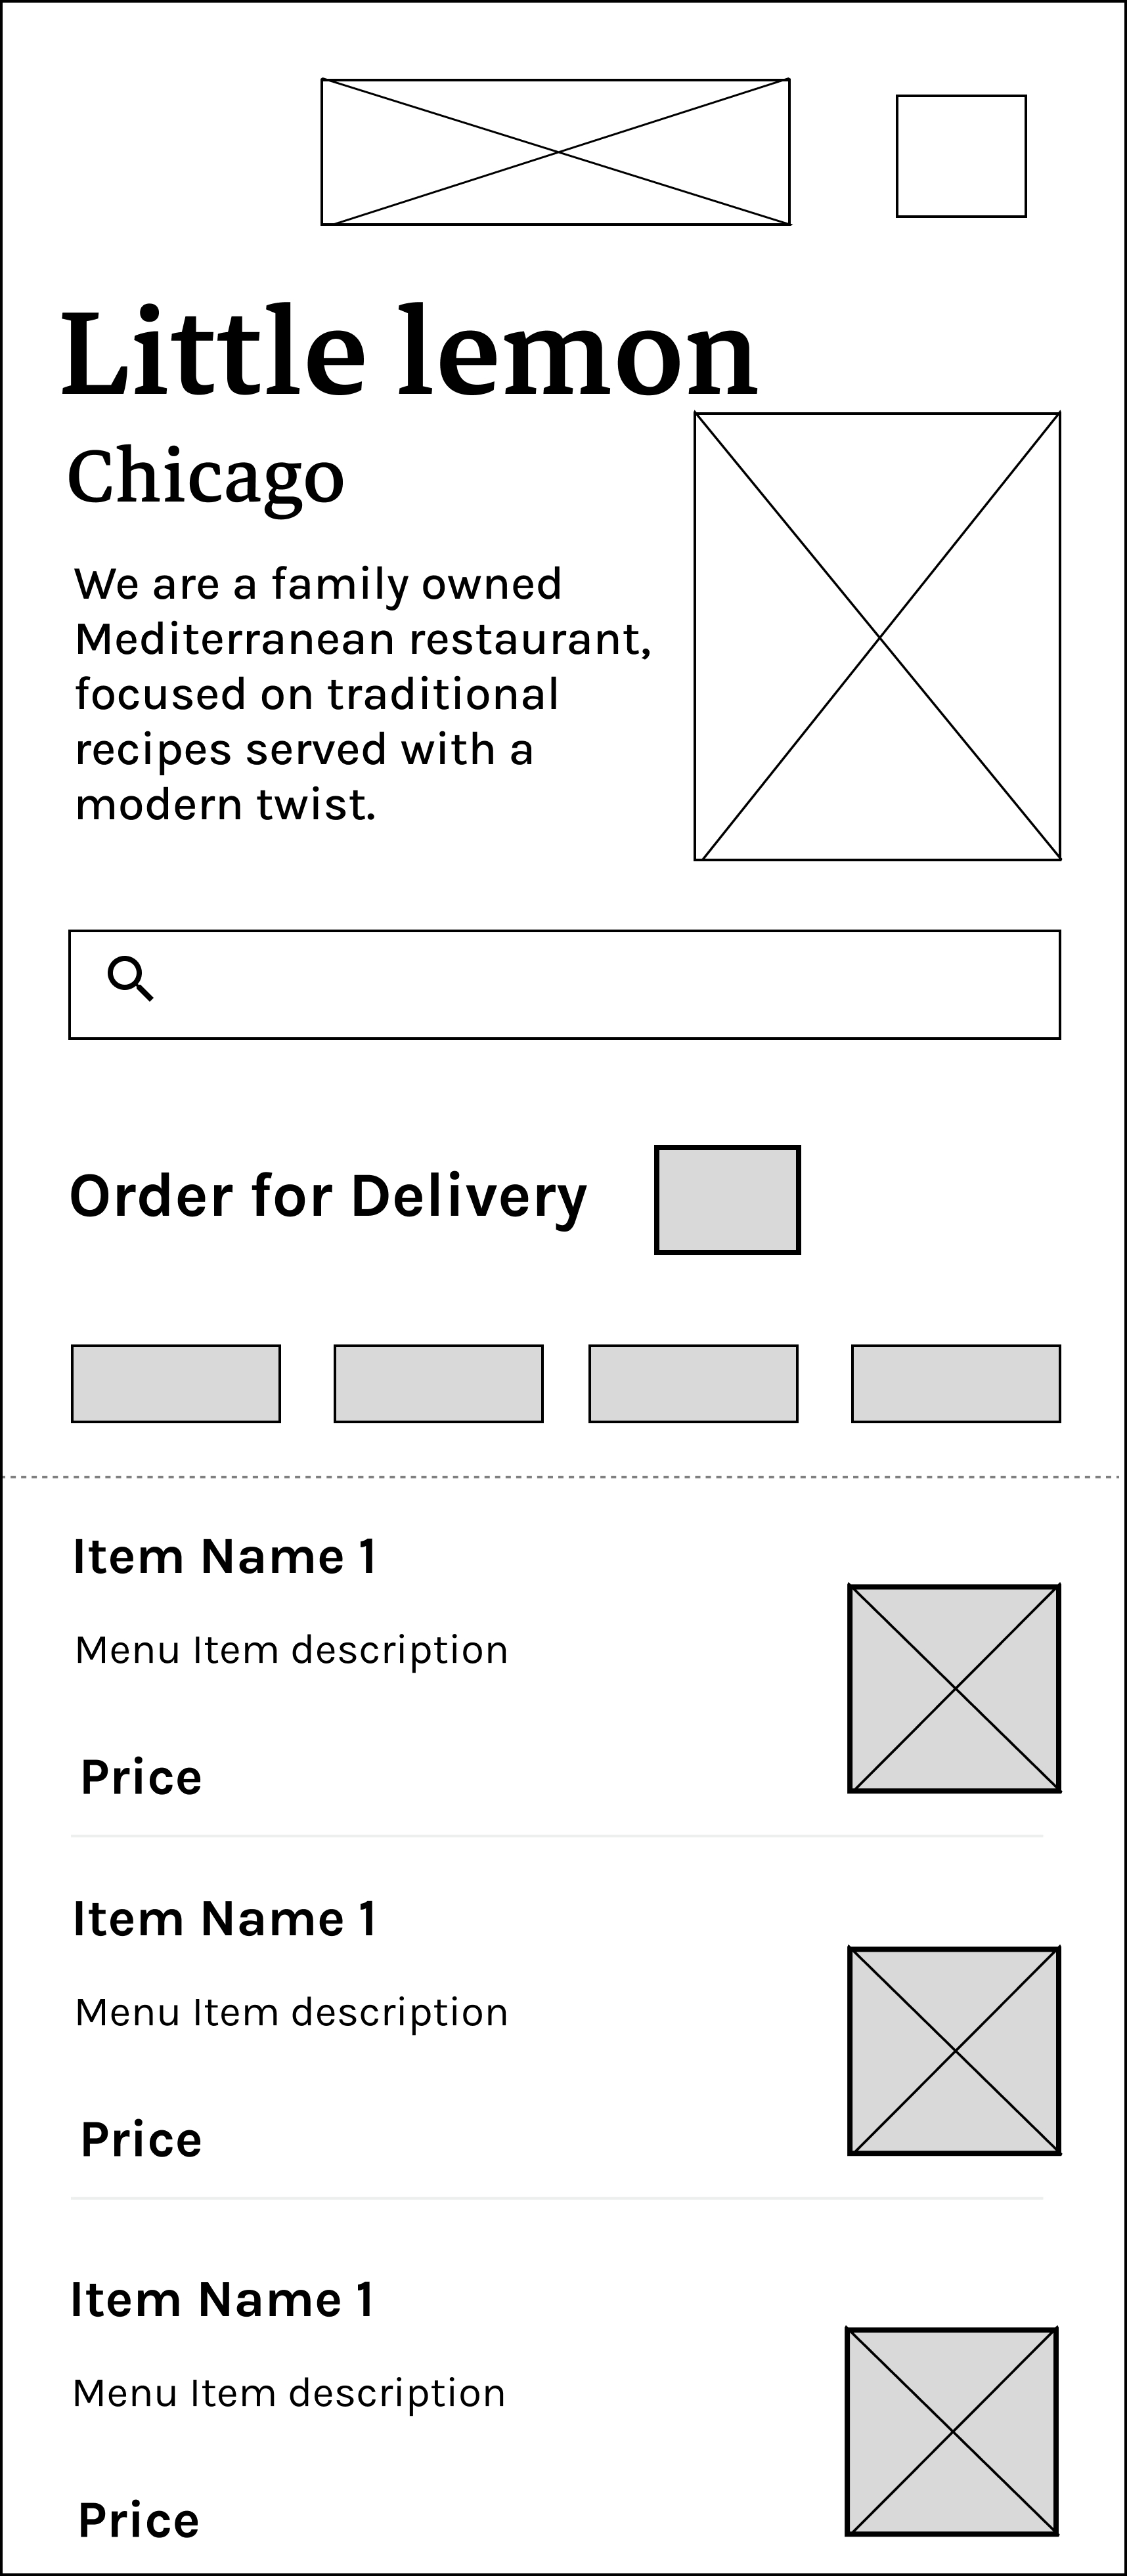 Little lemon
Chicago
We are a family owned
Mediterranean restaurant,
focused on traditional
recipes served with a
modern twist.
Order for Delivery
Item Name 1
Menu Item description
Price
Item Name 1
Menu Item description
Price
Item Name 1
Menu Item description
Price